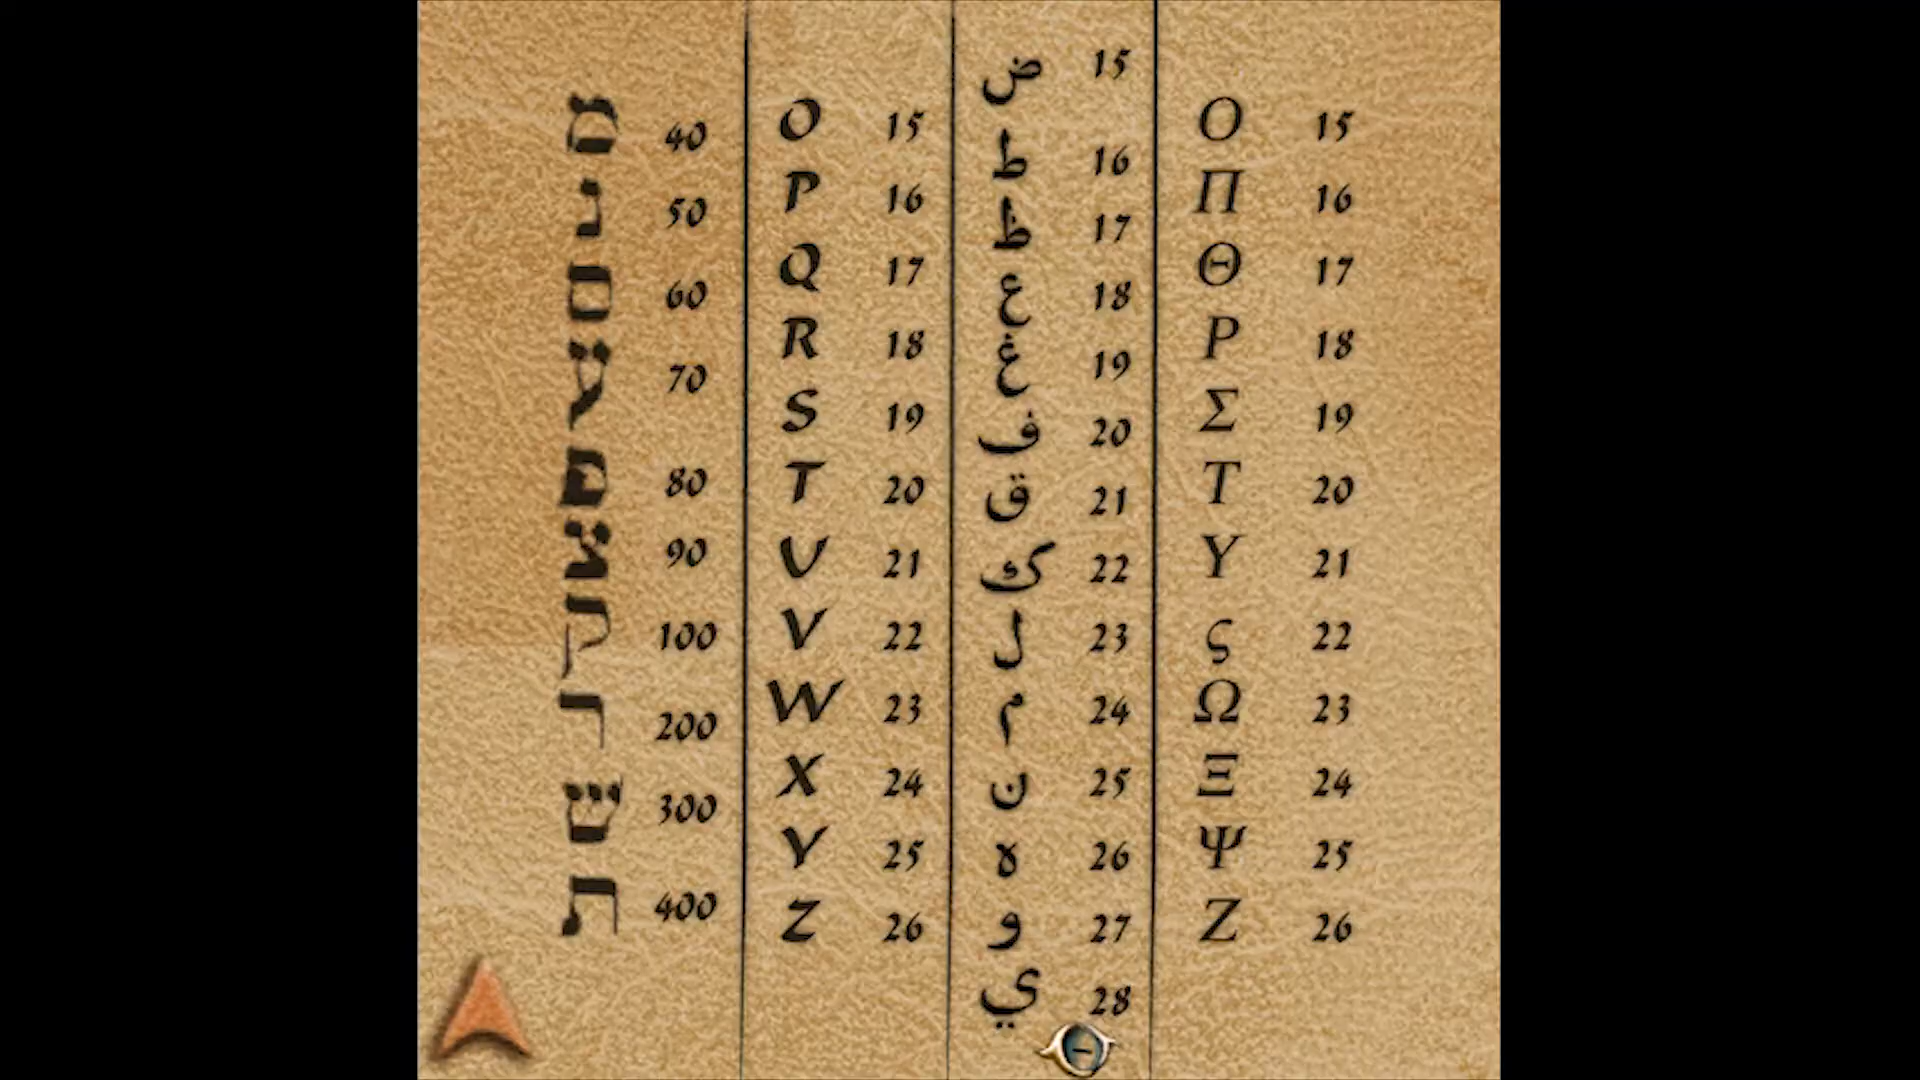 מ 40
נ 50
ס 60
ע 70
פ 80
צ 90
ק 100
ר 200
ש 300
ת 400
O 15
P 16
Q 17
R 18
S 19
T 20
U 21
V 22
W 23
X 24
Y 25
Z 26
ض 15
ط 16
ظ 17
ع 18
غ 19
ف 20
ق 21
ك 22
ل 23
م 24
ن 25
ه 26
و 27
ي 28
Ο 15
Π 16
Θ 17
Ρ 18
Σ 19
Τ 20
Υ 21
ς 22
Ω 23
Ξ 24
Ψ 25
Ζ 26